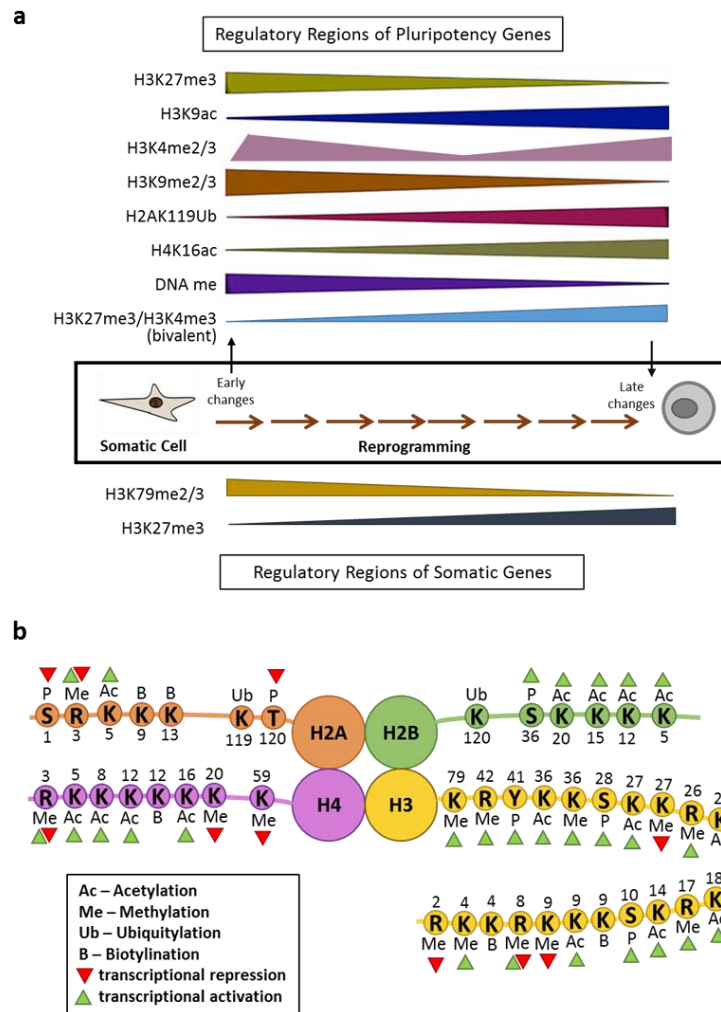 a
Regulatory Regions of Pluripotency Genes
H3K27me3
H3K9ac
H3K4me2/3
H3K9me2/3
H2AK119Ub
H4K16ac
DNA me
H3K27me3/H3K4me3
(bivalent)
Early
changes
Late
changes
Somatic Cell
Reprogramming
H3K79me2/3
H3K27me3
Regulatory Regions of Somatic Genes
b
P Me Ac B B Ub P
S R K K K K T
1 3 5 9 13 119 120
H2A
H2B
Ub P Ac Ac Ac Ac
K S K K K K
120 36 20 15 12 5
3 5 8 12 12 16 20 59
R K K K K K K K
Me Ac Ac Ac B Ac Me Me
H4
H3
79 42 41 36 36 28 27 27 26
K R Y K K S K K R K
Me Me P Ac Me P Ac Me Me
2 4 4 8 9 9 9 10 14 17 18
R K K R K K K S K R K
Me Me B Me Me Ac B P Ac Me Ac
Ac – Acetylation
Me – Methylation
Ub – Ubiquitylation
B – Biotylination
transcriptional repression
transcriptional activation